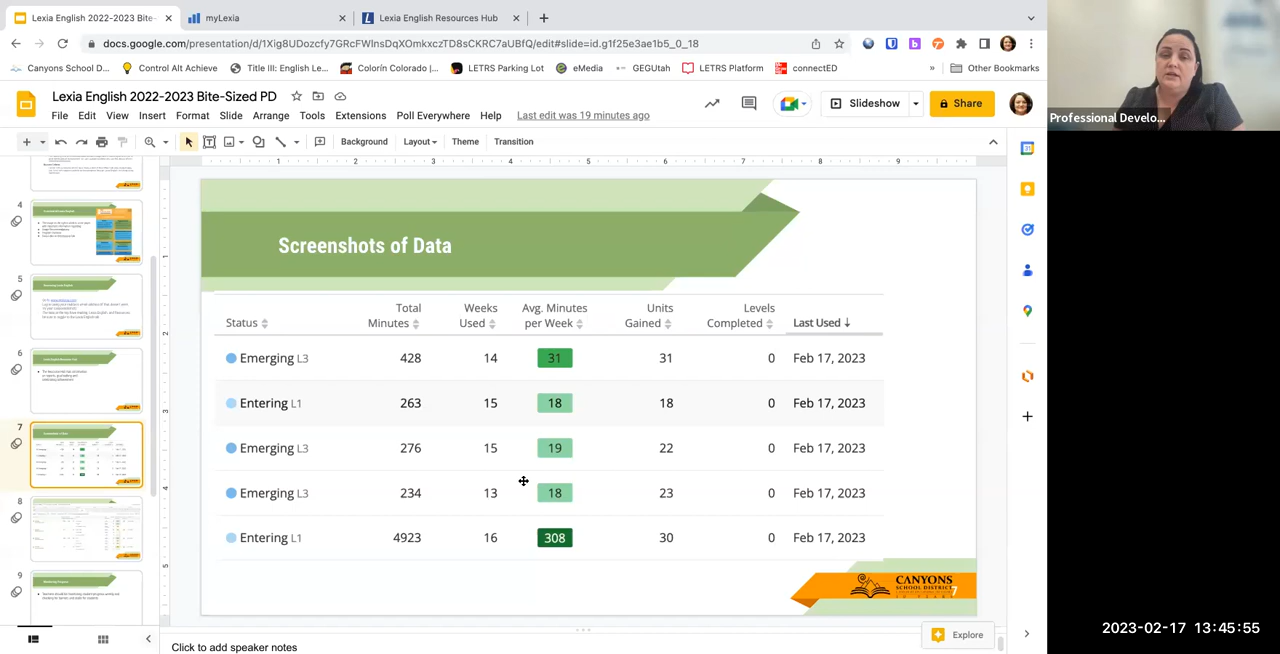 Lexia English 2022-2023 Bite-
myLexia
Lexia English Resources Hub
docs.google.com/presentation/d/1Xig8UDozcfy7GRcFWInsDqXOmkxczTD8sCKRC7aUBfQ/edit#slide=id.g1f25e3ae1b5_0_18
Canyons School D...
Control Alt Achieve
Title III: English Le...
Colorín Colorado |...
Parking Lot
eMedia
GEGUtah
LETRS Platform
connectED
»
Other Bookmarks
Lexia English 2022-2023 Bite-Sized PD
File Edit View Insert Format Slide Arrange Tools Extensions Poll Everywhere Help Last edit was 19 minutes ago
Slideshow
Share
Background Layout Theme Transition
4
5
6
7
8
9
Screenshots of Data
Status Total Minutes Weeks Used Avg. Minutes per Week Units Gained Levels Completed Last Used ↓
Emerging L3 428 31 31 0 Feb 17, 2023
Entering L1 263 15 18 18 0 Feb 17, 2023
Emerging L3 276 19 22 0 Feb 17, 2023
Emerging L3 234 13 18 23 0 Feb 17, 2023
Entering L1 4923 16 308 30 0 Feb 17, 2023
CANYONS
SCHOOL DISTRICT
7
Click to add speaker notes
Explore
Professional Develo...
2023-02-17 13:45:55